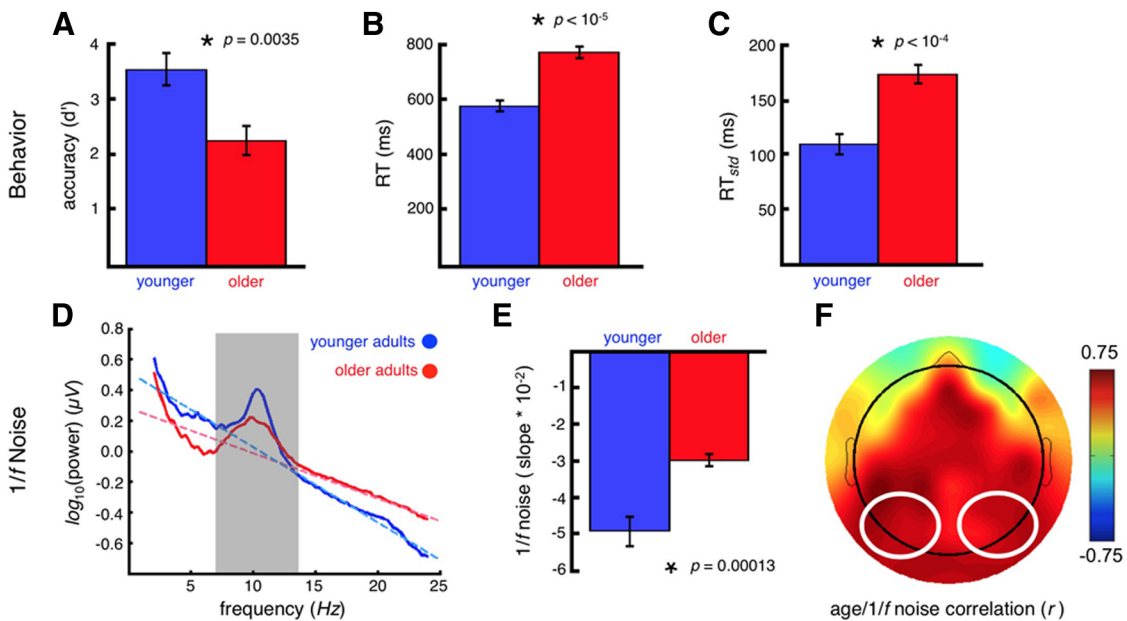 Behavior
A
* p = 0.0035
accuracy (d')
4
3
2
1
younger older
B
* p < 10-5
RT (ms)
800
600
400
200
younger older
C
* p < 10-4
RTstd (ms)
200
150
100
50
younger older
1/f Noise
D
younger adults
older adults
log10(power) (μV)
0.8
0.6
0.4
0.2
0.0
-0.2
-0.4
-0.6
5 10 15 20 25
frequency (Hz)
E
younger older
1/f noise ( slope * 10-2)
-1
-2
-3
-4
-5
-6
* p = 0.00013
F
0.75
-0.75
age/1/f noise correlation (r)